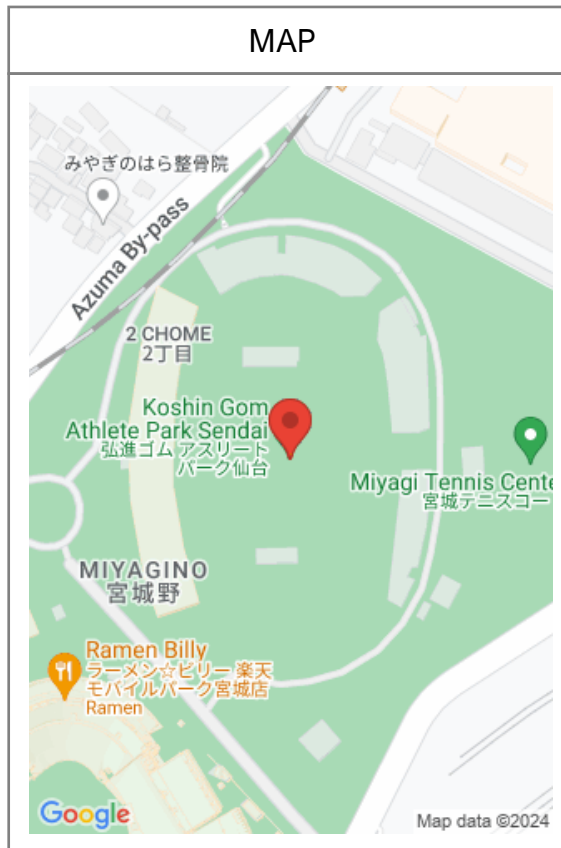 MAP
みやぎのはら整骨院
Azuma By-pass
2 CHOME
2丁目
Koshin Gom
Athlete Park Sendai
弘進ゴム アスリート
パーク仙台
Miyagi Tennis Cente
宮城テニスコー
MIYAGINO
宮城野
Ramen Billy
ラーメン☆ビリー 楽天
モバイルパーク宮城店
Ramen
Google
Map data ©2024